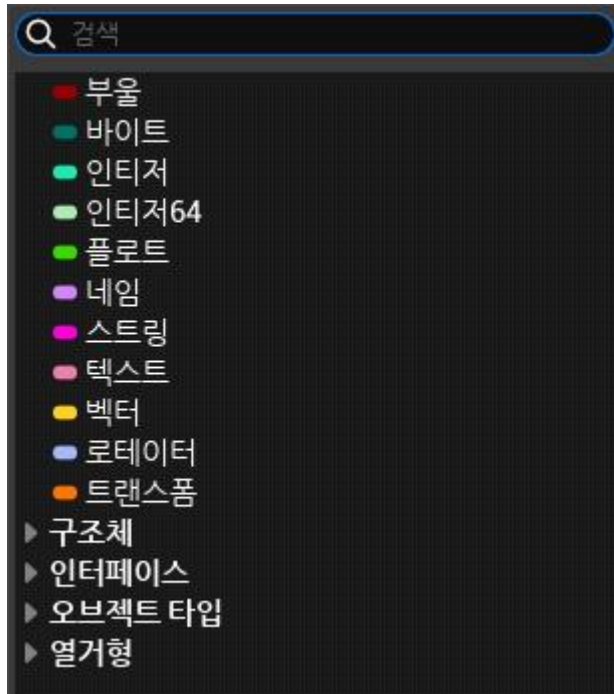 검색
부울
바이트
인티저
인티저64
플로트
네임
스트링
텍스트
벡터
로테이터
트랜스폼
구조체
인터페이스
오브젝트 타입
열거형